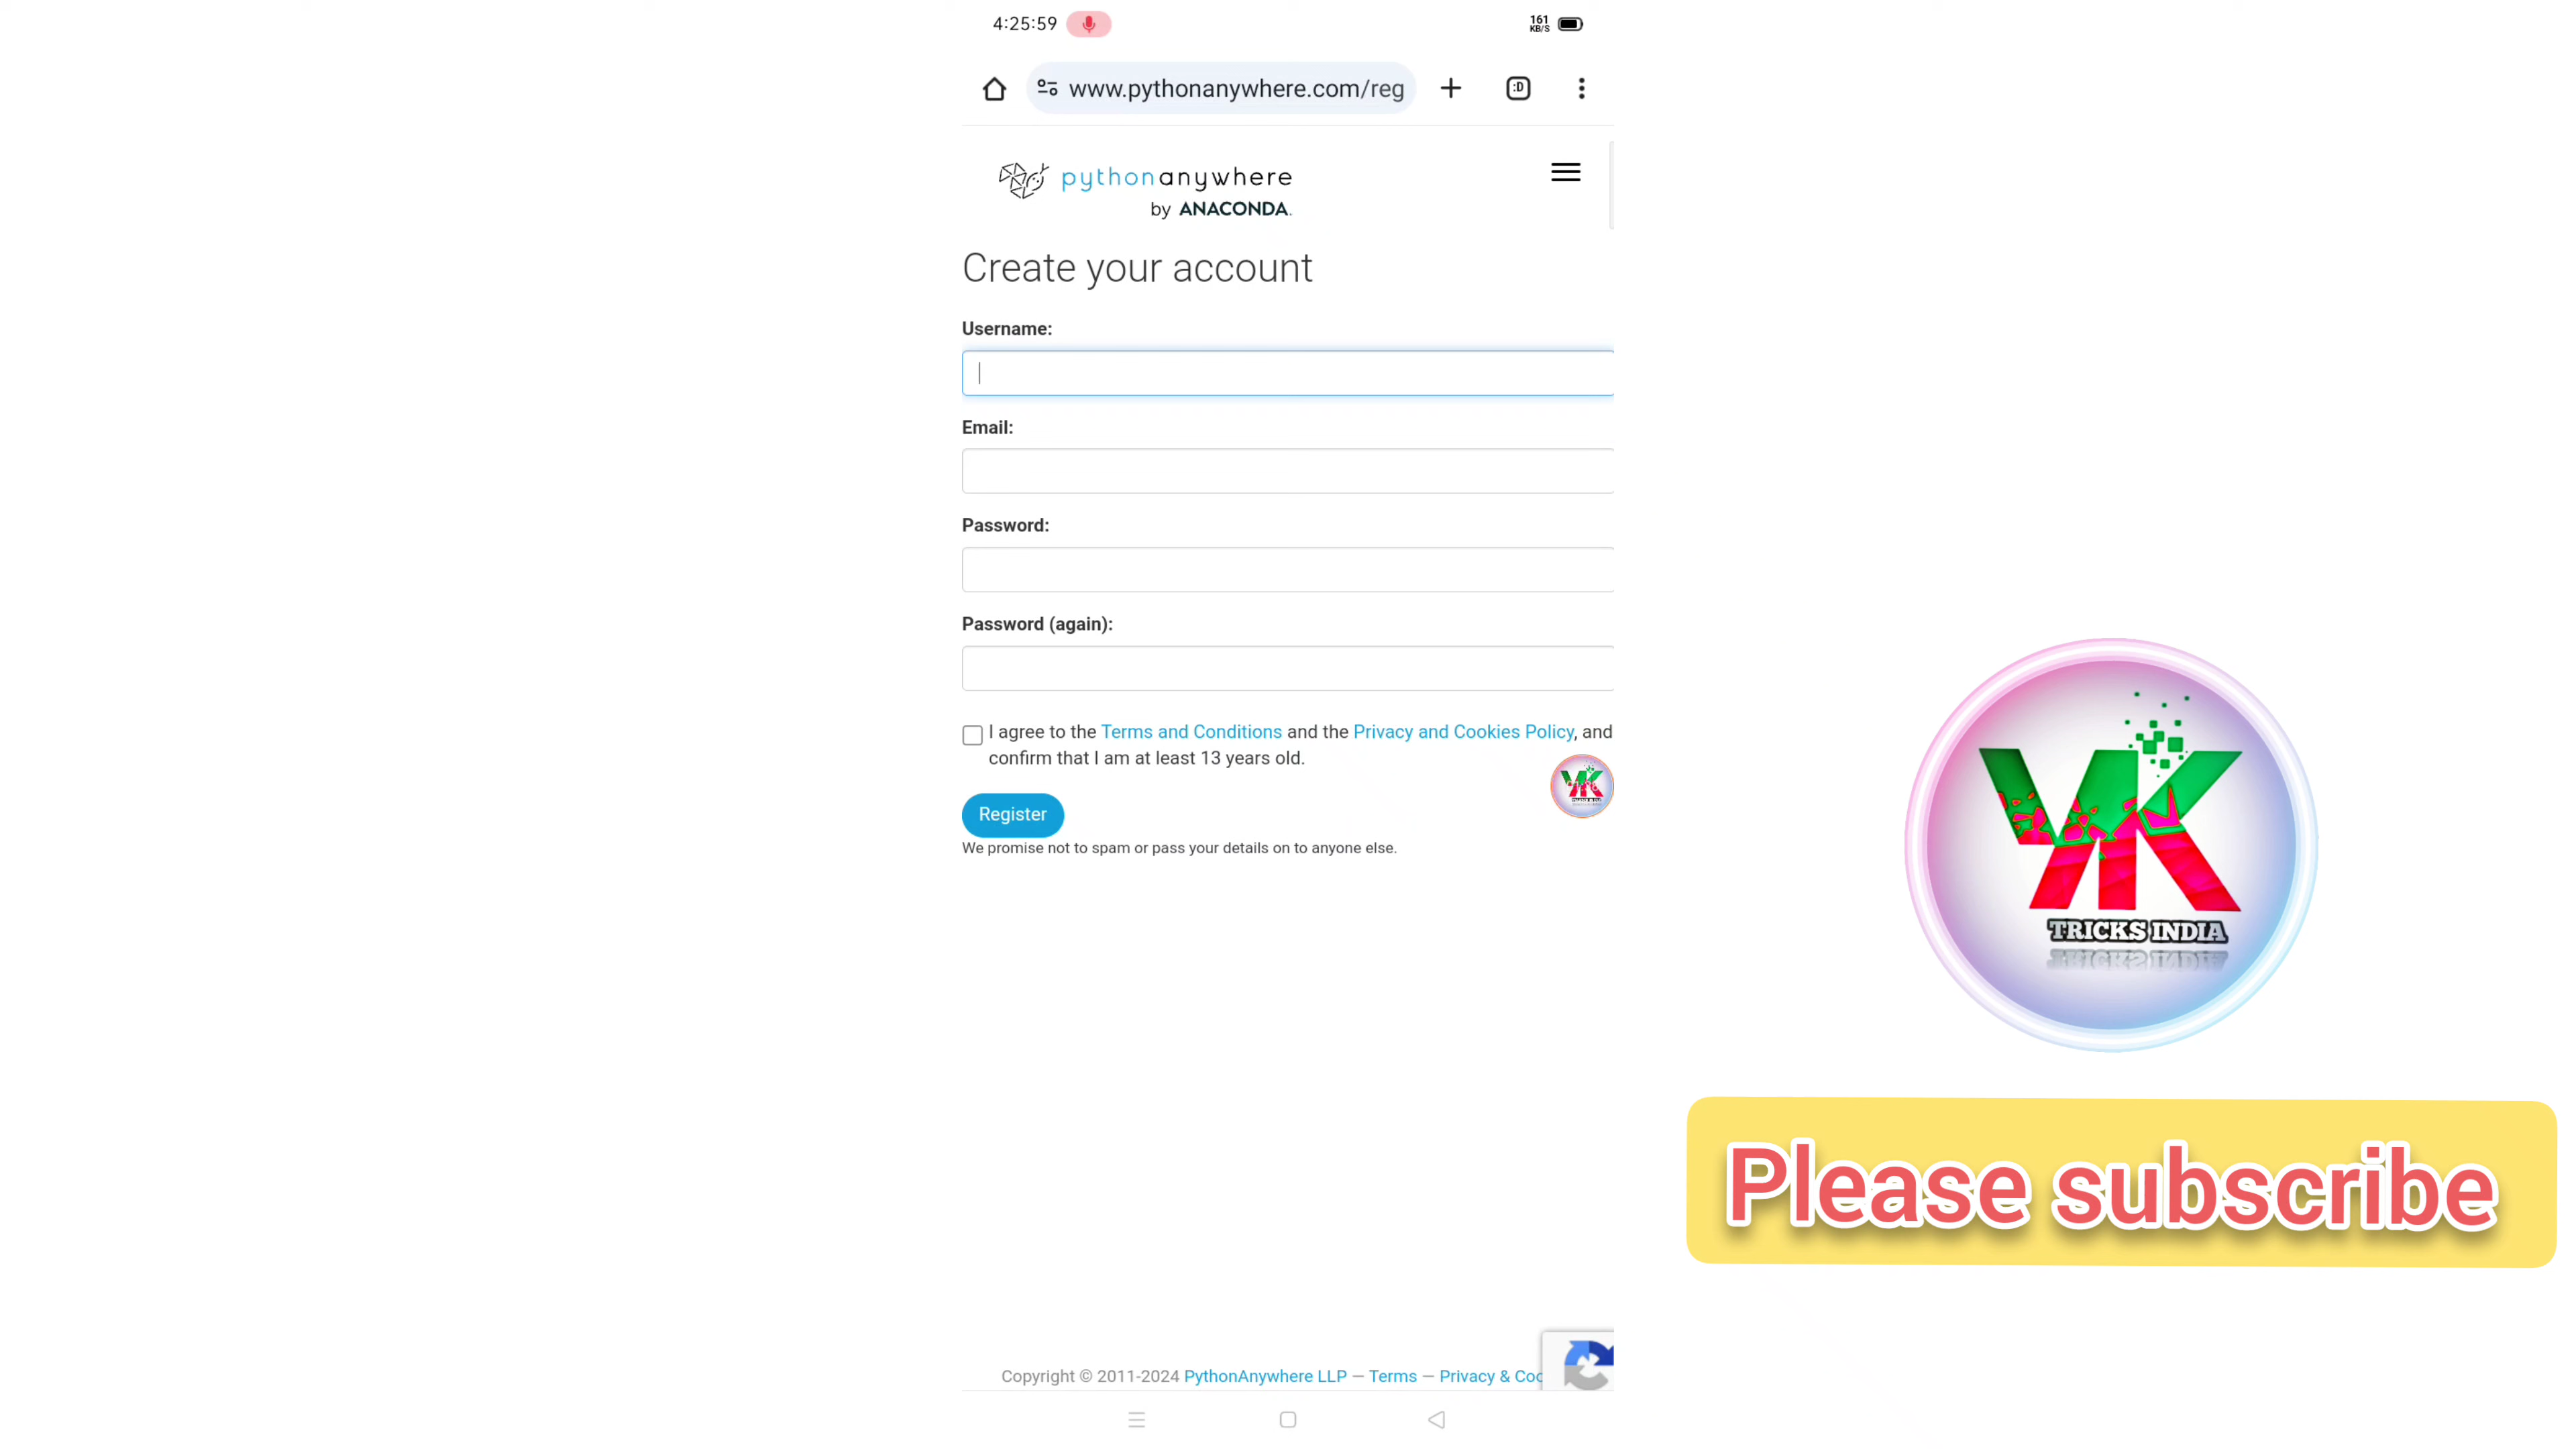 4:25:59
161
KB/S
www.pythonanywhere.com/reg
:D
pythonanywhere
by ANACONDA.
Create your account
Username:
Email:
Password:
Password (again):
I agree to the Terms and Conditions and the Privacy and Cookies Policy, and
confirm that I am at least 13 years old.
Register
We promise not to spam or pass your details on to anyone else.
VK
TRICKS INDIA
Please subscribe
Copyright © 2011-2024 PythonAnywhere LLP — Terms — Privacy & Coo